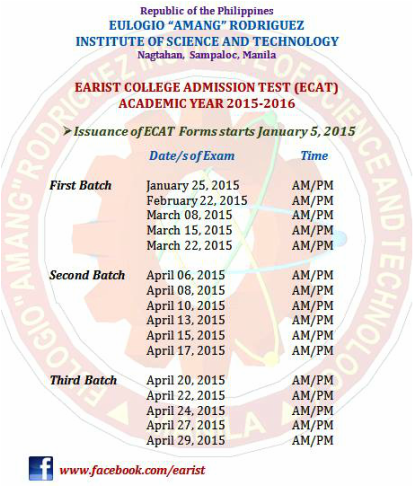 Republic of the Philippines
EULOGIO “AMANG” RODRIGUEZ
INSTITUTE OF SCIENCE AND TECHNOLOGY
Nagtahan, Sampaloc, Manila
EARIST COLLEGE ADMISSION TEST (ECAT)
ACADEMIC YEAR 2015-2016
➢ Issuance of ECAT Forms starts January 5, 2015
Date/s of Exam Time
First Batch January 25, 2015 AM/PM
February 22, 2015 AM/PM
March 08, 2015 AM/PM
March 15, 2015 AM/PM
March 22, 2015 AM/PM
Second Batch April 06, 2015 AM/PM
April 08, 2015 AM/PM
April 10, 2015 AM/PM
April 13, 2015 AM/PM
April 15, 2015 AM/PM
April 17, 2015 AM/PM
Third Batch April 20, 2015 AM/PM
April 22, 2015 AM/PM
April 24, 2015 AM/PM
April 27, 2015 AM/PM
April 29, 2015 AM/PM
f www.facebook.com/earist
EULOGIO "AMANG" RODRIGUEZ OF SCIENCE AND TECHNOLOGY